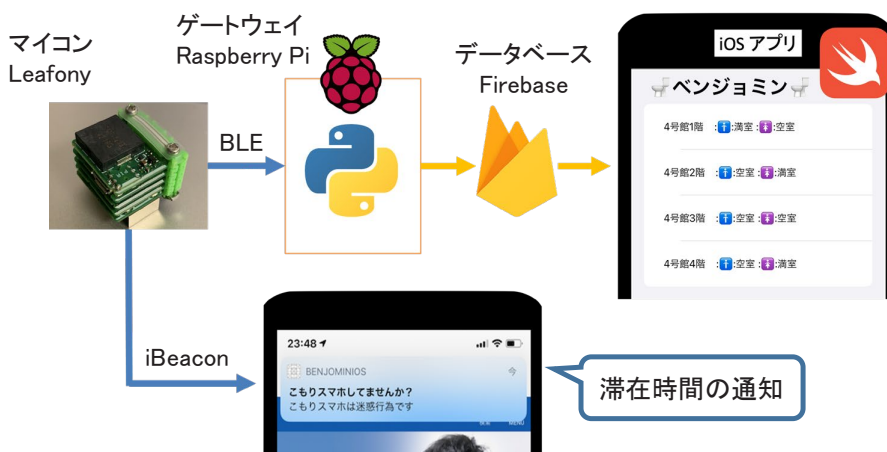 マイコン
Leafony
ゲートウェイ
Raspberry Pi
データベース
Firebase
BLE
iOS アプリ
ベンジョミン
4号館1階 ::満室 ::空室
4号館2階 ::空室 ::満室
4号館3階 ::空室 ::空室
4号館4階 ::空室 ::満室
iBeacon
23:48
BENJOMINIOS 今
こもりスマホしてませんか？
こもりスマホは迷惑行為です
検索 MENU
滞在時間の通知